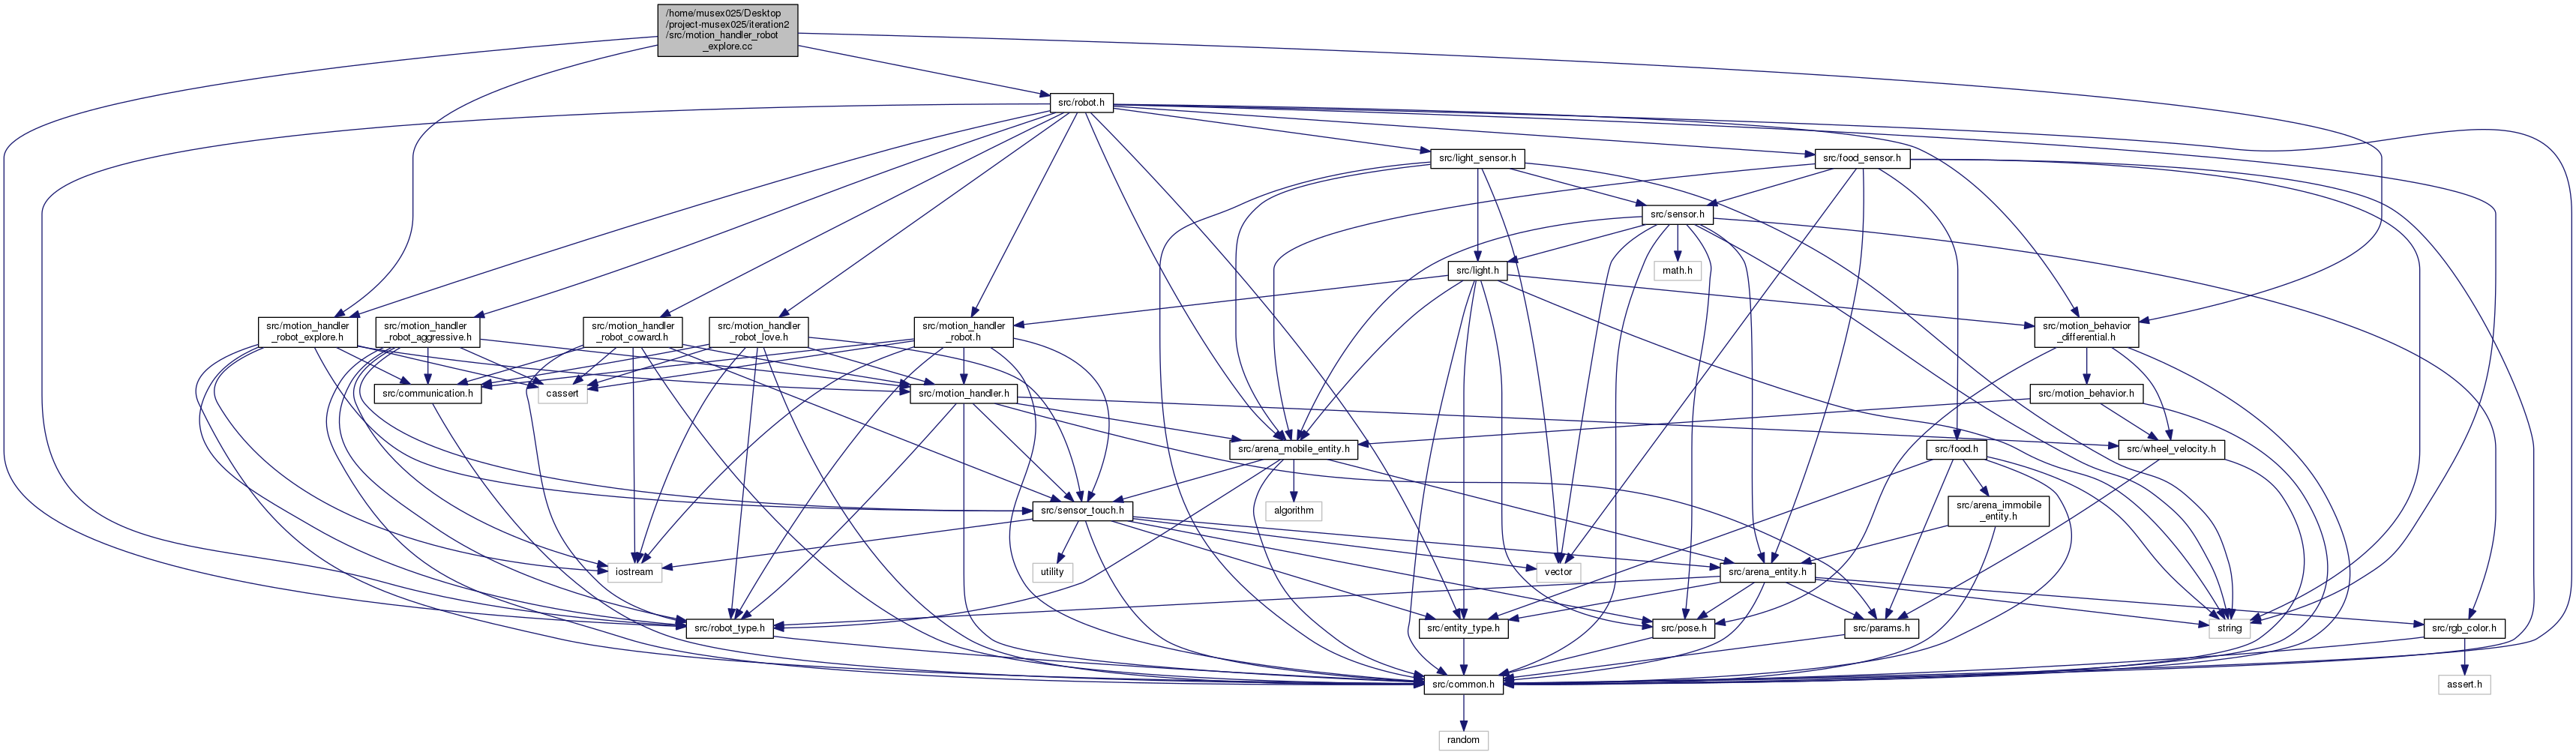 /home/musex025/Desktop
/project-musex025/iteration2
/src/motion_handler_robot
_explore.cc
src/robot.h
src/light_sensor.h
src/food_sensor.h
src/sensor.h
math.h
src/light.h
src/motion_handler
_robot_explore.h
src/motion_handler
_robot_aggressive.h
src/motion_handler
_robot_coward.h
src/motion_handler
_robot_love.h
src/motion_handler
_robot.h
src/motion_behavior
_differential.h
src/communication.h
cassert
src/motion_handler.h
src/motion_behavior.h
src/arena_mobile_entity.h
src/food.h
src/wheel_velocity.h
src/sensor_touch.h
algorithm
src/arena_immobile
_entity.h
iostream
utility
vector
src/arena_entity.h
src/robot_type.h
src/entity_type.h
src/pose.h
src/params.h
string
src/rgb_color.h
src/common.h
assert.h
random